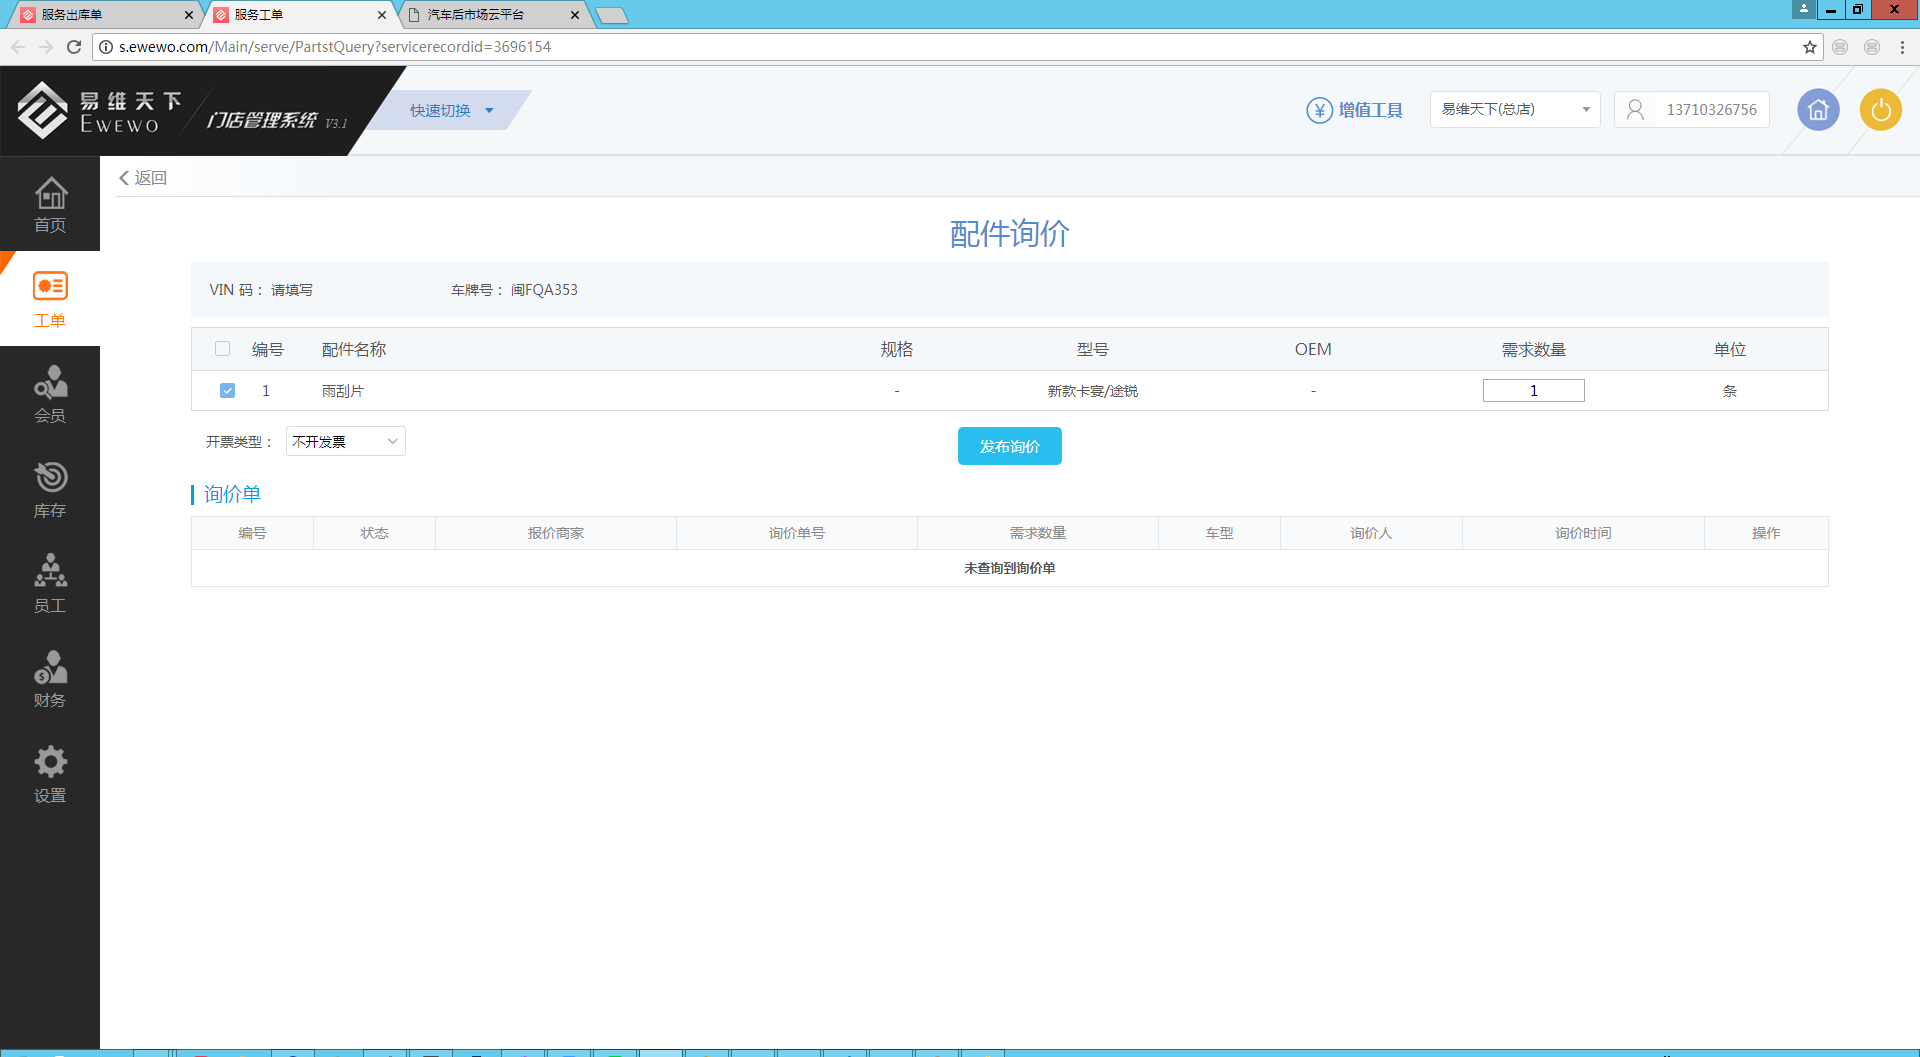 服务出库单
服务工单
汽车后市场云平台
s.ewewo.com/Main/serve/PartstQuery?servicerecordid=3696154
易维天下
EWEWO
门店管理系统 V3.1
快速切换
增值工具
易维天下(总店)
13710326756
返回
首页
工单
会员
库存
员工
财务
设置
配件询价
VIN 码： 请填写 车牌号： 闽FQA353
编号 配件名称 规格 型号 OEM 需求数量 单位
1 雨刮片 - 新款卡宴/途锐 - 1 条
开票类型： 不开发票
发布询价
询价单
编号 状态 报价商家 询价单号 需求数量 车型 询价人 询价时间 操作
未查询到询价单